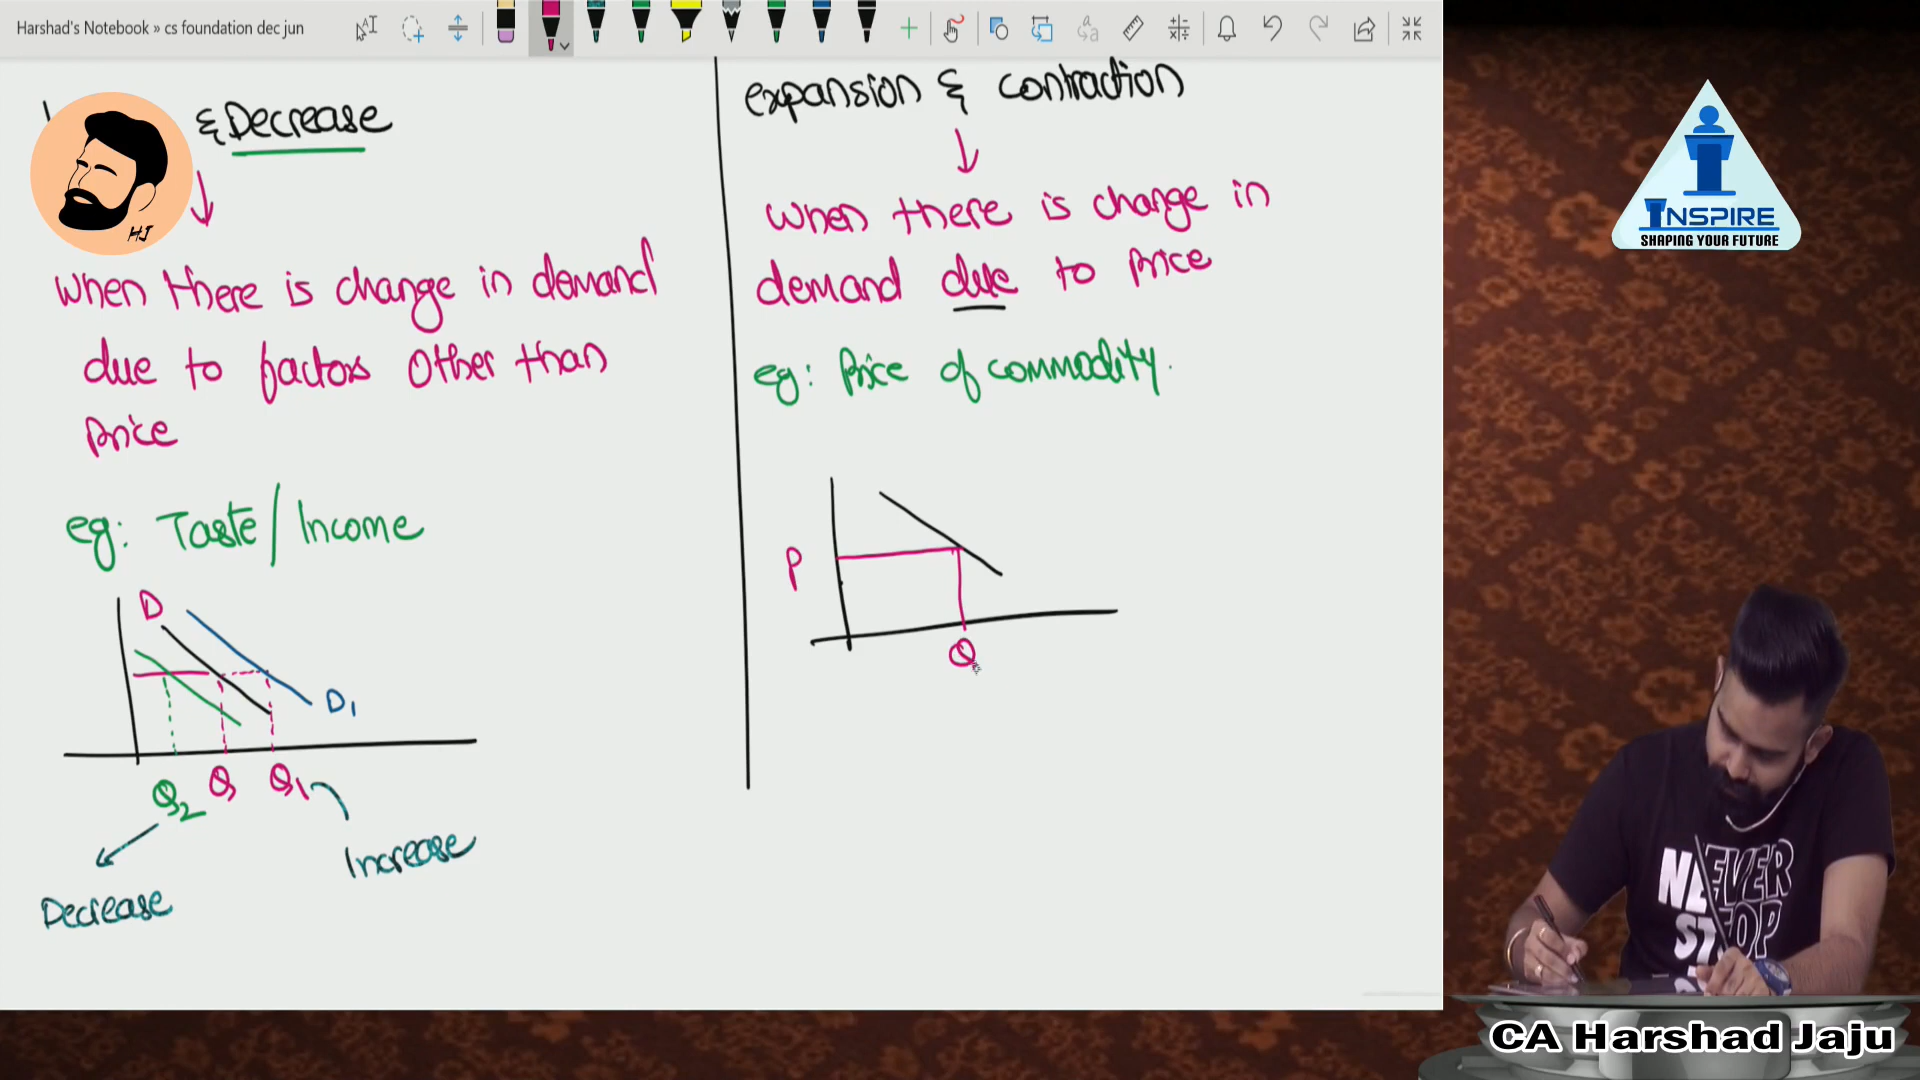 Harshad's Notebook » cs foundation dec jun
& Decrease
HJ
When there is change in demand
due to factors Other than
Price
eg: Taste / Income
D
D1
Q2 Q Q1
Increase
Decrease
expansion & contraction
When there is change in
demand due to Price
eg: Price of commodity.
P
Q
INSPIRE
SHAPING YOUR FUTURE
NEVER
STOP
CA Harshad Jaju